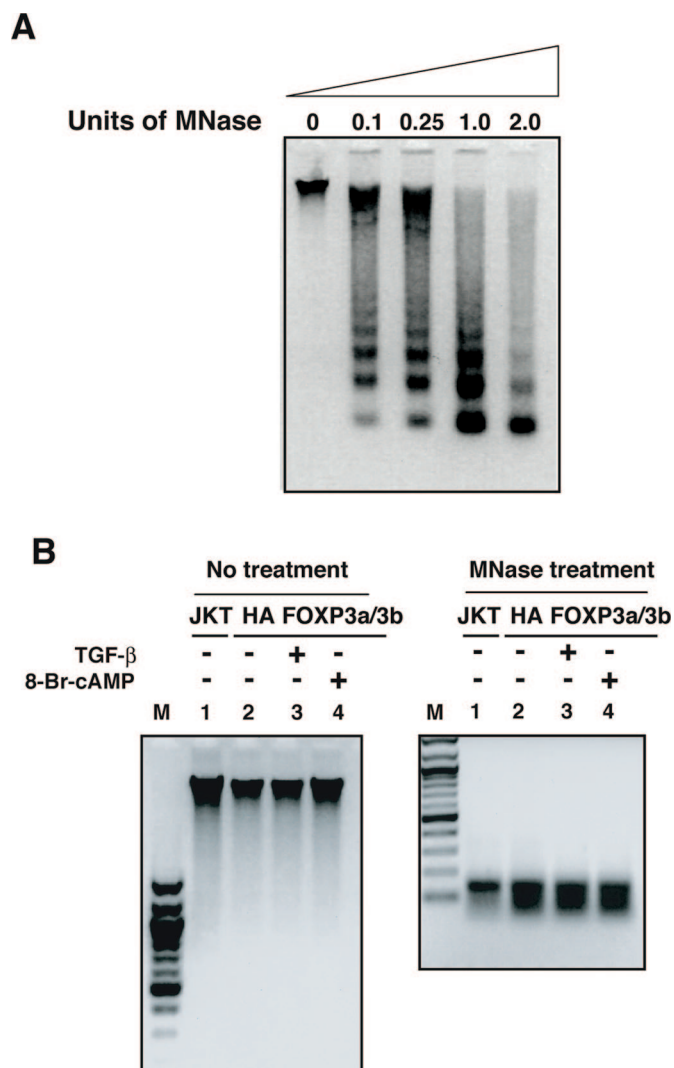 A
Units of MNase 0 0.1 0.25 1.0 2.0
B
No treatment MNase treatment
JKT HA FOXP3a/3b JKT HA FOXP3a/3b
TGF-β - - + - - - + -
8-Br-cAMP - - - + - - - +
M 1 2 3 4 M 1 2 3 4